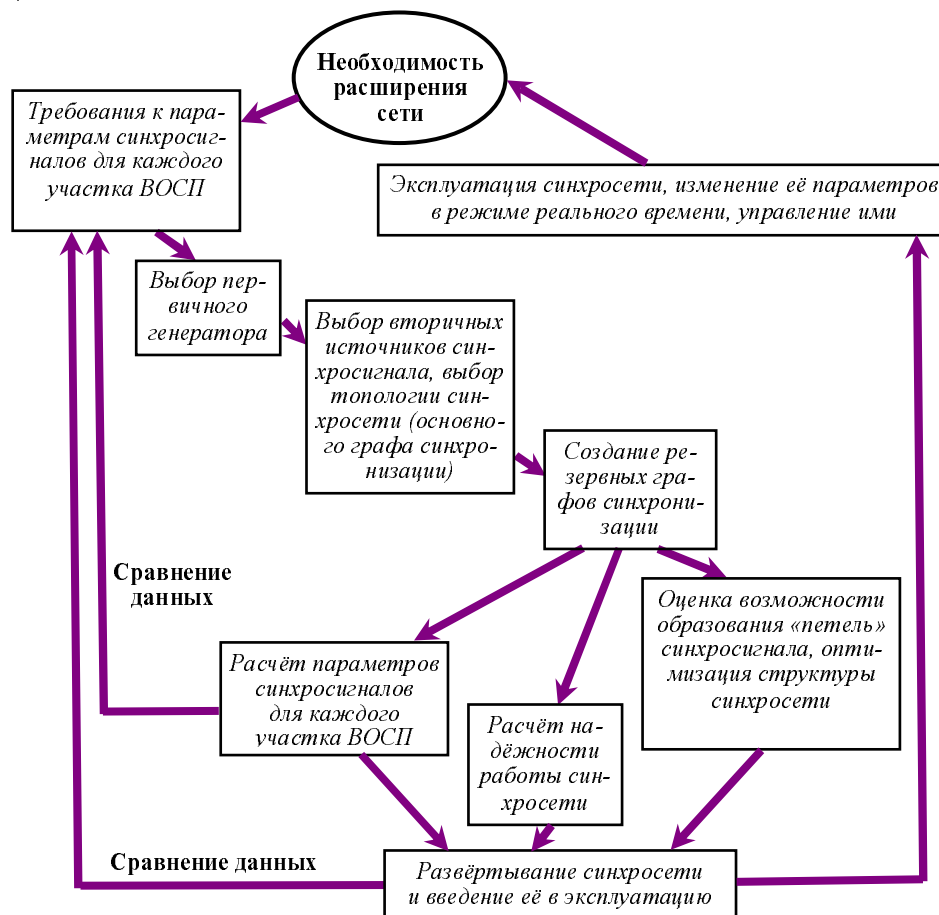 Необходимость
расширения
сети
Требования к пара-
метрам синхросиг-
налов для каждого
участка ВОСП
Эксплуатация синхросети, изменение её параметров
в режиме реального времени, управление ими
Выбор пер-
вичного
генератора
Выбор вторичных
источников син-
хросигнала, выбор
топологии син-
хросети (основно-
го графа синхро-
низации)
Создание ре-
зервных гра-
фов синхрони-
зации
Сравнение
данных
Оценка возможности
образования «петель»
синхросигнала, опти-
мизация структуры
синхросети
Расчёт параметров
синхросигналов
для каждого
участка ВОСП
Расчёт на-
дёжности
работы син-
хросети
Сравнение данных
Развёртывание синхросети
и введение её в эксплуатацию